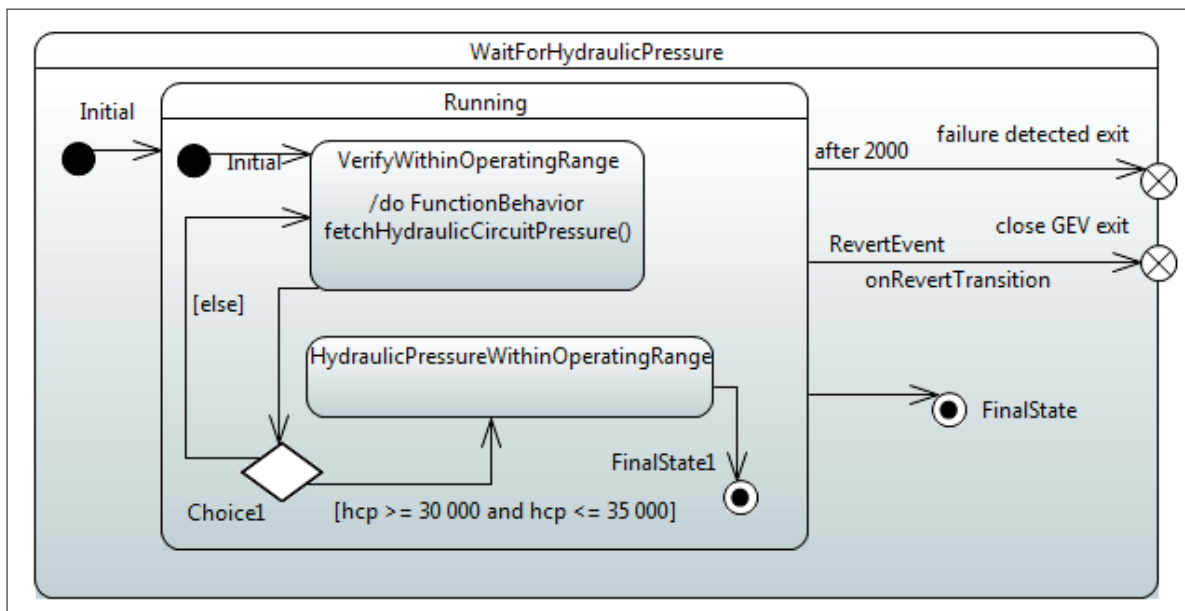 WaitForHydraulicPressure
Initial
Running
Initial
VerifyWithinOperatingRange
/do FunctionBehavior
fetchHydraulicCircuitPressure()
after 2000
failure detected exit
RevertEvent
close GEV exit
onRevertTransition
[else]
HydraulicPressureWithinOperatingRange
FinalState
FinalState1
Choice1
[hcp >= 30 000 and hcp <= 35 000]